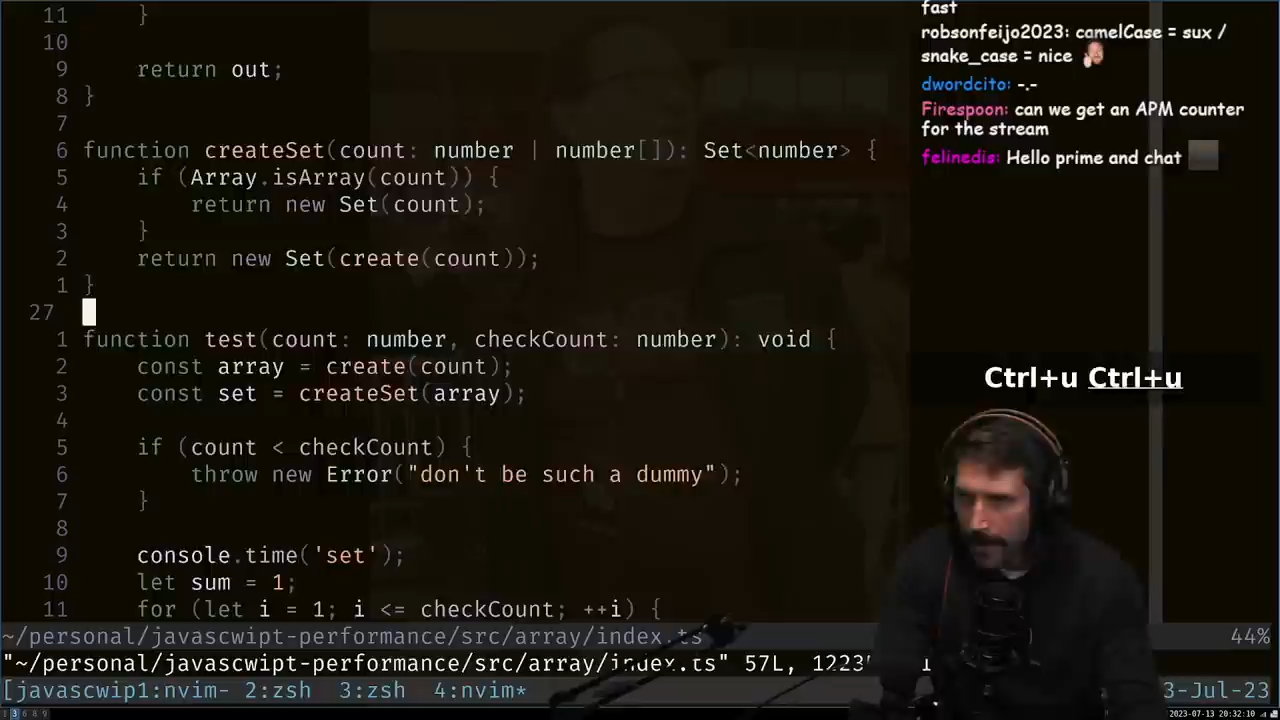 11     }
10
9     return out;
8 }
7
6 function createSet(count: number | number[]): Set<number> {
5     if (Array.isArray(count)) {
4         return new Set(count);
3     }
2     return new Set(create(count));
1 }
27
1 function test(count: number, checkCount: number): void {
2     const array = create(count);
3     const set = createSet(array);
4
5     if (count < checkCount) {
6         throw new Error("don't be such a dummy");
7     }
8
9     console.time('set');
10     let sum = 1;
11     for (let i = 1; i <= checkCount; ++i) {
~/personal/javascwipt-performance/src/array/index.ts 44%
"~/personal/javascwipt-performance/src/array/index.ts" 57L,
[javascwip1:nvim- 2:zsh  3:zsh  4:nvim* 3-Jul-23
2023-07-13 20:32:10
fast
robsonfeijo2023: camelCase = sux /
snake_case = nice
dwordcito: -.-
Firespoon: can we get an APM counter
for the stream
felinedis: Hello prime and chat
Ctrl+u Ctrl+u